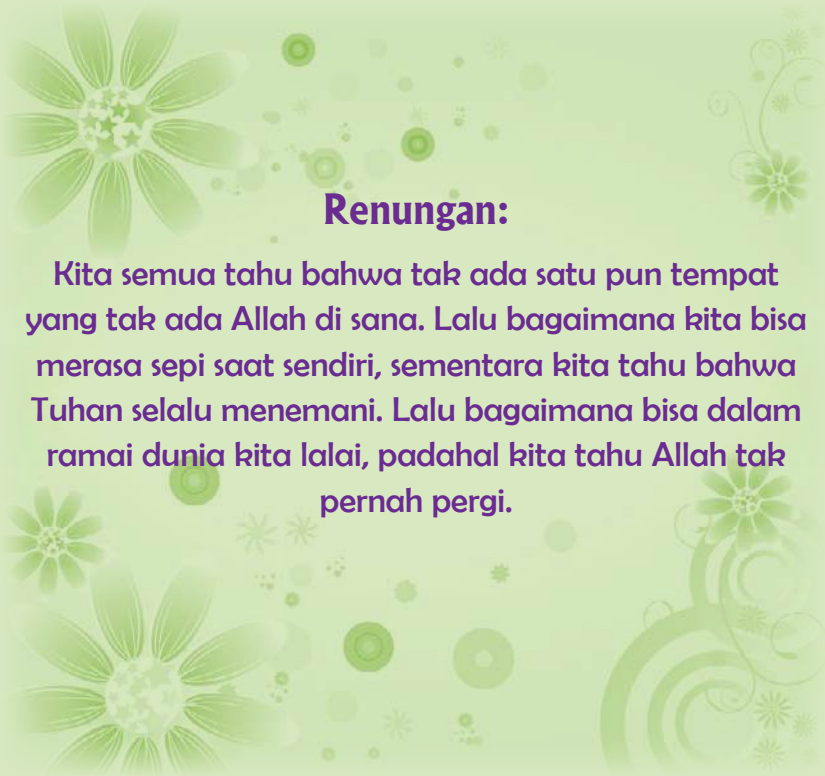 Renungan:
Kita semua tahu bahwa tak ada satu pun tempat
yang tak ada Allah di sana. Lalu bagaimana kita bisa
merasa sepi saat sendiri, sementara kita tahu bahwa
Tuhan selalu menemani. Lalu bagaimana bisa dalam
ramai dunia kita lalai, padahal kita tahu Allah tak
pernah pergi.